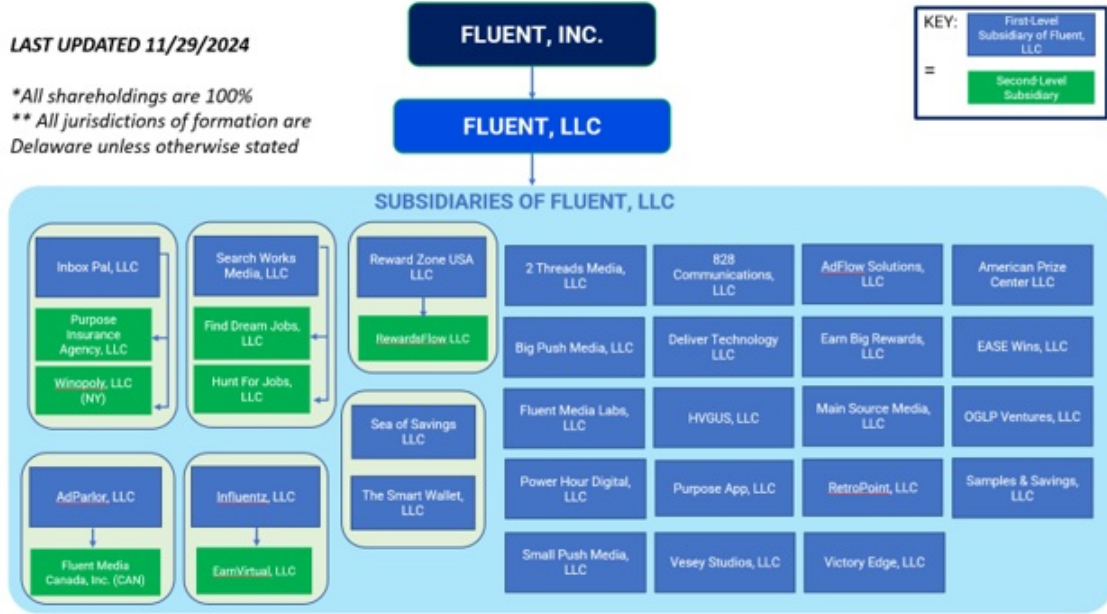 LAST UPDATED 11/29/2024
*All shareholdings are 100%
** All jurisdictions of formation are
Delaware unless otherwise stated
FLUENT, INC.
FLUENT, LLC
KEY:
=
First-Level
Subsidiary of Fluent,
LLC
Second-Level
Subsidiary
SUBSIDIARIES OF FLUENT, LLC
Inbox Pal, LLC
Purpose
Insurance
Agency, LLC
Winopoly, LLC
(NY)
Search Works
Media, LLC
Find Dream Jobs,
LLC
Hunt For Jobs,
LLC
Reward Zone USA
LLC
RewardsFlow LLC
Sea of Savings
LLC
The Smart Wallet,
LLC
AdParlor, LLC
Fluent Media
Canada, Inc. (CAN)
Influentz, LLC
EarnVirtual, LLC
2 Threads Media,
LLC
828
Communications,
LLC
AdFlow Solutions,
LLC
American Prize
Center LLC
Big Push Media, LLC
Deliver Technology
LLC
Earn Big Rewards,
LLC
EASE Wins, LLC
Fluent Media Labs,
LLC
HVGUS, LLC
Main Source Media,
LLC
OGLP Ventures, LLC
Power Hour Digital,
LLC
Purpose App, LLC
RetroPoint, LLC
Samples & Savings,
LLC
Small Push Media,
LLC
Vesey Studios, LLC
Victory Edge, LLC